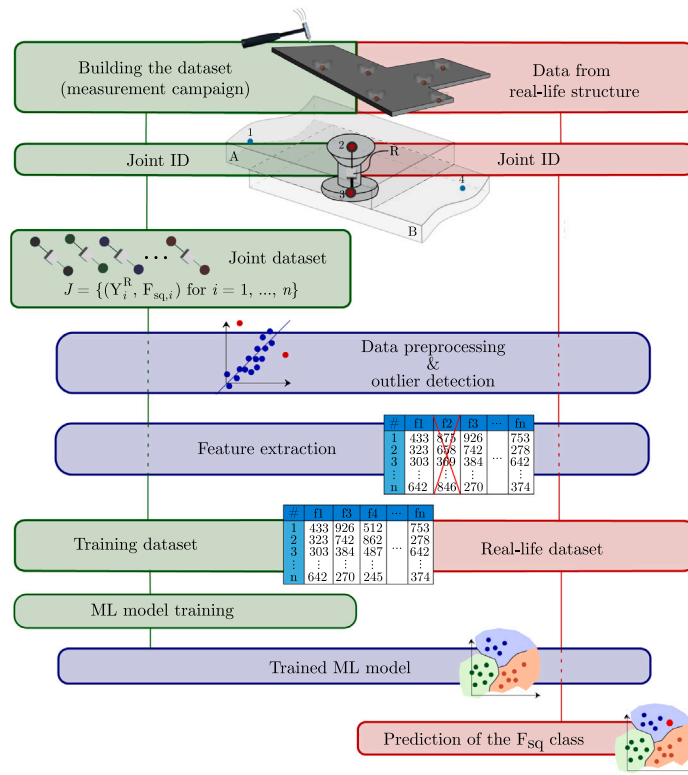 Building the dataset
(measurement campaign)
Data from
real-life structure
1
A
2
R
3
4
B
Joint ID
Joint ID
Joint dataset
J = {(Y_i^R, F_sq,i) for i = 1, ..., n}
Data preprocessing
&
outlier detection
Feature extraction
# f1 f2 f3 ... fn
1 433 875 926 753
2 323 658 742 278
3 303 369 384 ... 642
⋮ ⋮ ⋮ ⋮ ⋮
n 642 846 270 374
Training dataset
# f1 f3 f4 ... fn
1 433 926 512 753
2 323 742 862 278
3 303 384 487 ... 642
⋮ ⋮ ⋮ ⋮ ⋮
n 642 270 245 374
Real-life dataset
ML model training
Trained ML model
Prediction of the F_sq class